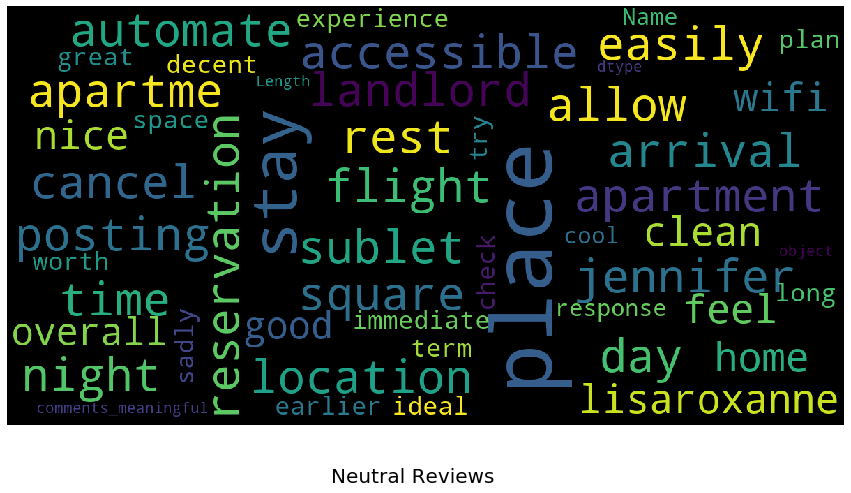 experience
Name
automate
accessible
easily
plan
great
decent
dtype
apartme
Length
landlord
allow
wifi
nice
space
reservation
stay
rest
try
arrival
cancel
flight
place
apartment
posting
sublet
cool
clean
object
worth
check
jennifer
time
square
long
overall
sadly
good
immediate
response
feel
night
location
term
day
home
comments_meaningful
earlier
ideal
lisaroxanne
Neutral Reviews